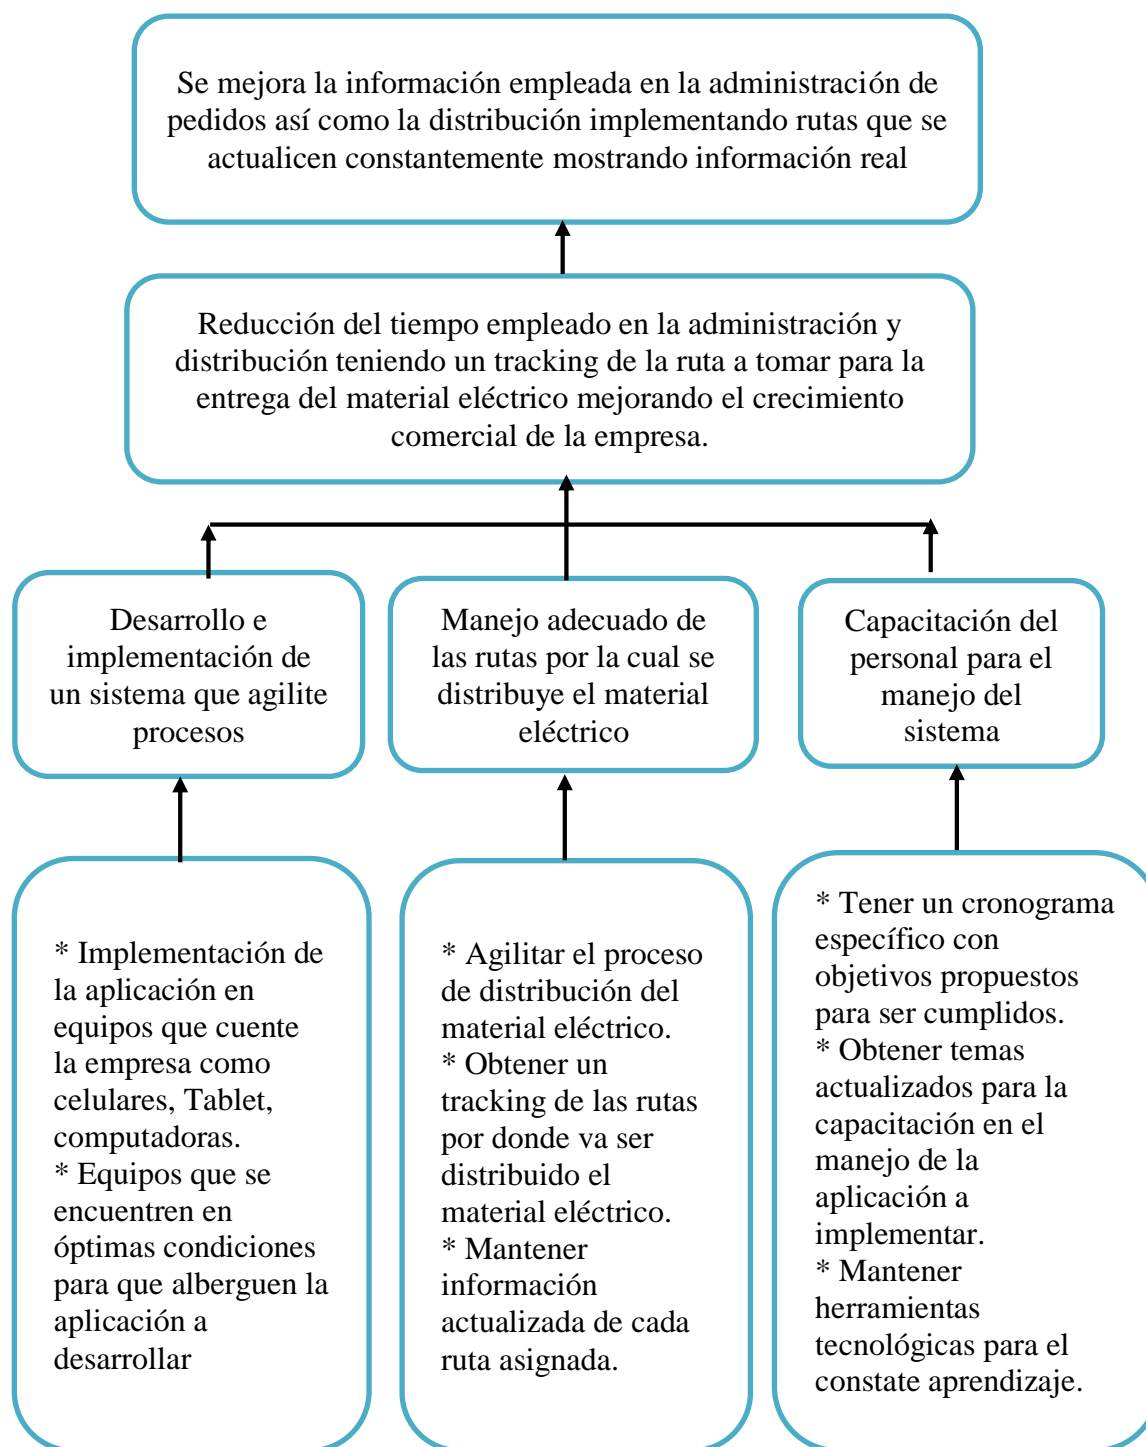 Se mejora la información empleada en la administración de
pedidos así como la distribución implementando rutas que se
actualicen constantemente mostrando información real
Reducción del tiempo empleado en la administración y
distribución teniendo un tracking de la ruta a tomar para la
entrega del material eléctrico mejorando el crecimiento
comercial de la empresa.
Desarrollo e
implementación de
un sistema que agilite
procesos
Manejo adecuado de
las rutas por la cual se
distribuye el material
eléctrico
Capacitación del
personal para el
manejo del
sistema
* Implementación de
la aplicación en
equipos que cuente
la empresa como
celulares, Tablet,
computadoras.
* Equipos que se
encuentren en
óptimas condiciones
para que alberguen la
aplicación a
desarrollar
* Agilitar el proceso
de distribución del
material eléctrico.
* Obtener un
tracking de las rutas
por donde va ser
distribuido el
material eléctrico.
* Mantener
información
actualizada de cada
ruta asignada.
* Tener un cronograma
específico con
objetivos propuestos
para ser cumplidos.
* Obtener temas
actualizados para la
capacitación en el
manejo de la
aplicación a
implementar.
* Mantener
herramientas
tecnológicas para el
constate aprendizaje.